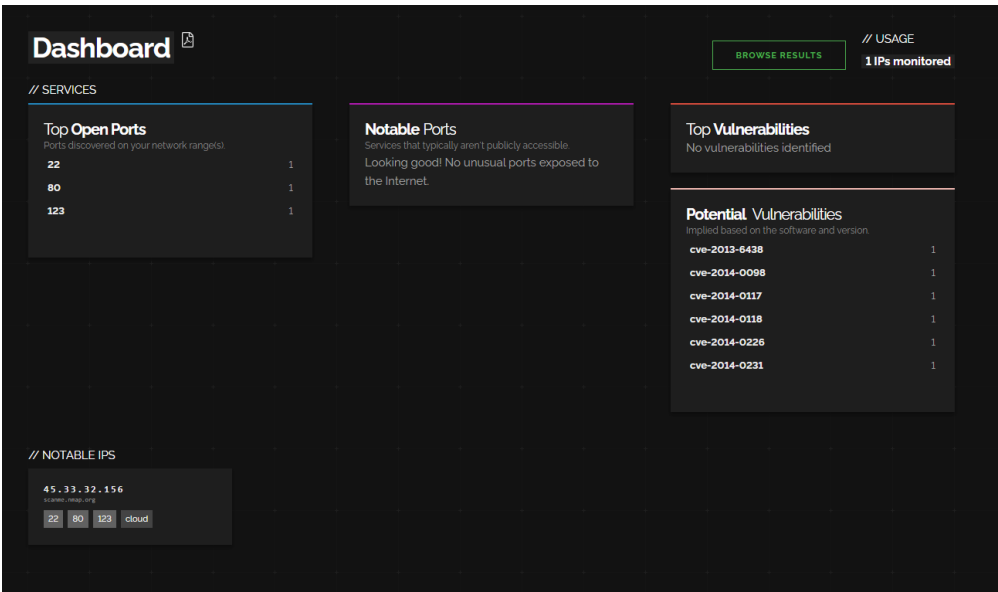 Dashboard
BROWSE RESULTS
// USAGE
1 IPs monitored
// SERVICES
Top Open Ports
Ports discovered on your network range(s).
22 1
80 1
123 1
Notable Ports
Services that typically aren't publicly accessible.
Looking good! No unusual ports exposed to
the Internet.
Top Vulnerabilities
No vulnerabilities identified
Potential Vulnerabilities
Implied based on the software and version.
cve-2013-6438 1
cve-2014-0098 1
cve-2014-0117 1
cve-2014-0118 1
cve-2014-0226 1
cve-2014-0231 1
// NOTABLE IPS
45.33.32.156
scanme.nmap.org
22 80 123 cloud